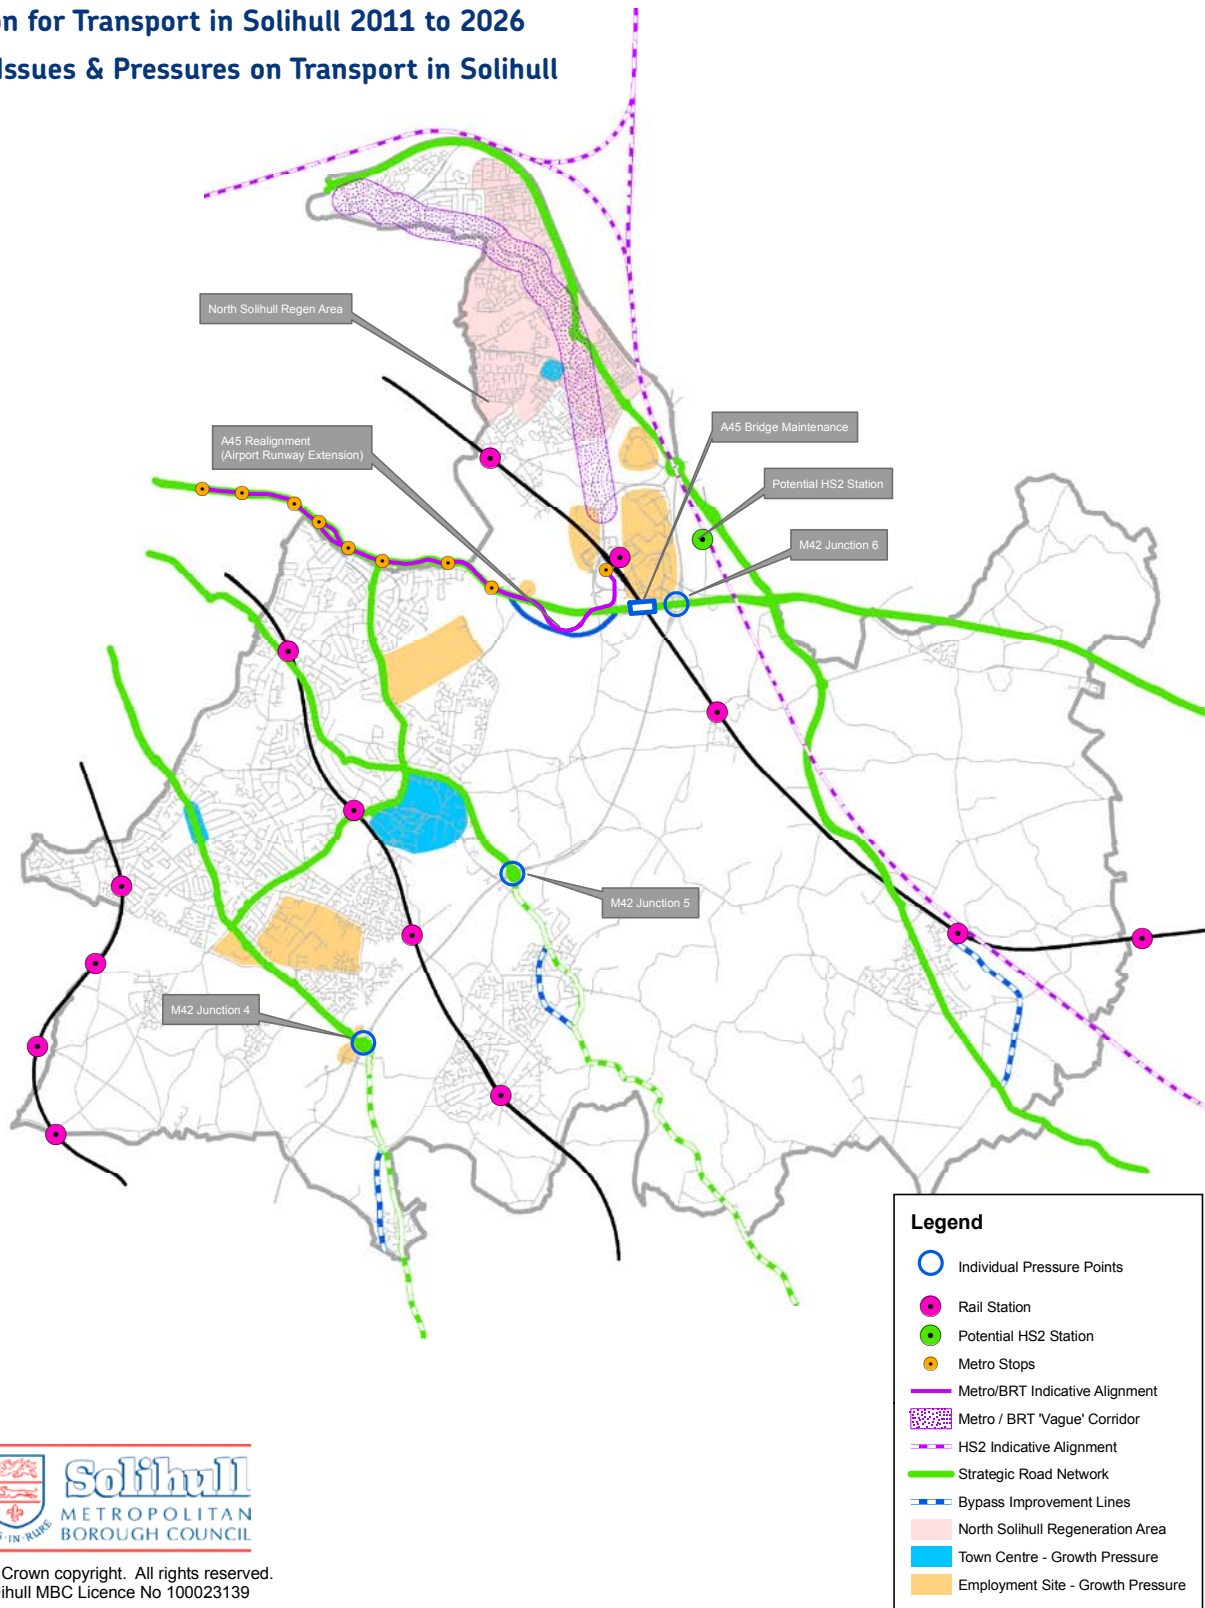 on for Transport in Solihull 2011 to 2026
Issues & Pressures on Transport in Solihull
North Solihull Regen Area
A45 Realignment
(Airport Runway Extension)
A45 Bridge Maintenance
Potential HS2 Station
M42 Junction 6
M42 Junction 5
M42 Junction 4
Legend
Individual Pressure Points
Rail Station
Potential HS2 Station
Metro Stops
Metro/BRT Indicative Alignment
Metro / BRT 'Vague' Corridor
HS2 Indicative Alignment
Strategic Road Network
Bypass Improvement Lines
North Solihull Regeneration Area
Town Centre - Growth Pressure
Employment Site - Growth Pressure
Solihull
METROPOLITAN
BOROUGH COUNCIL
S·IN·RURE
Crown copyright. All rights reserved.
lihull MBC Licence No 100023139